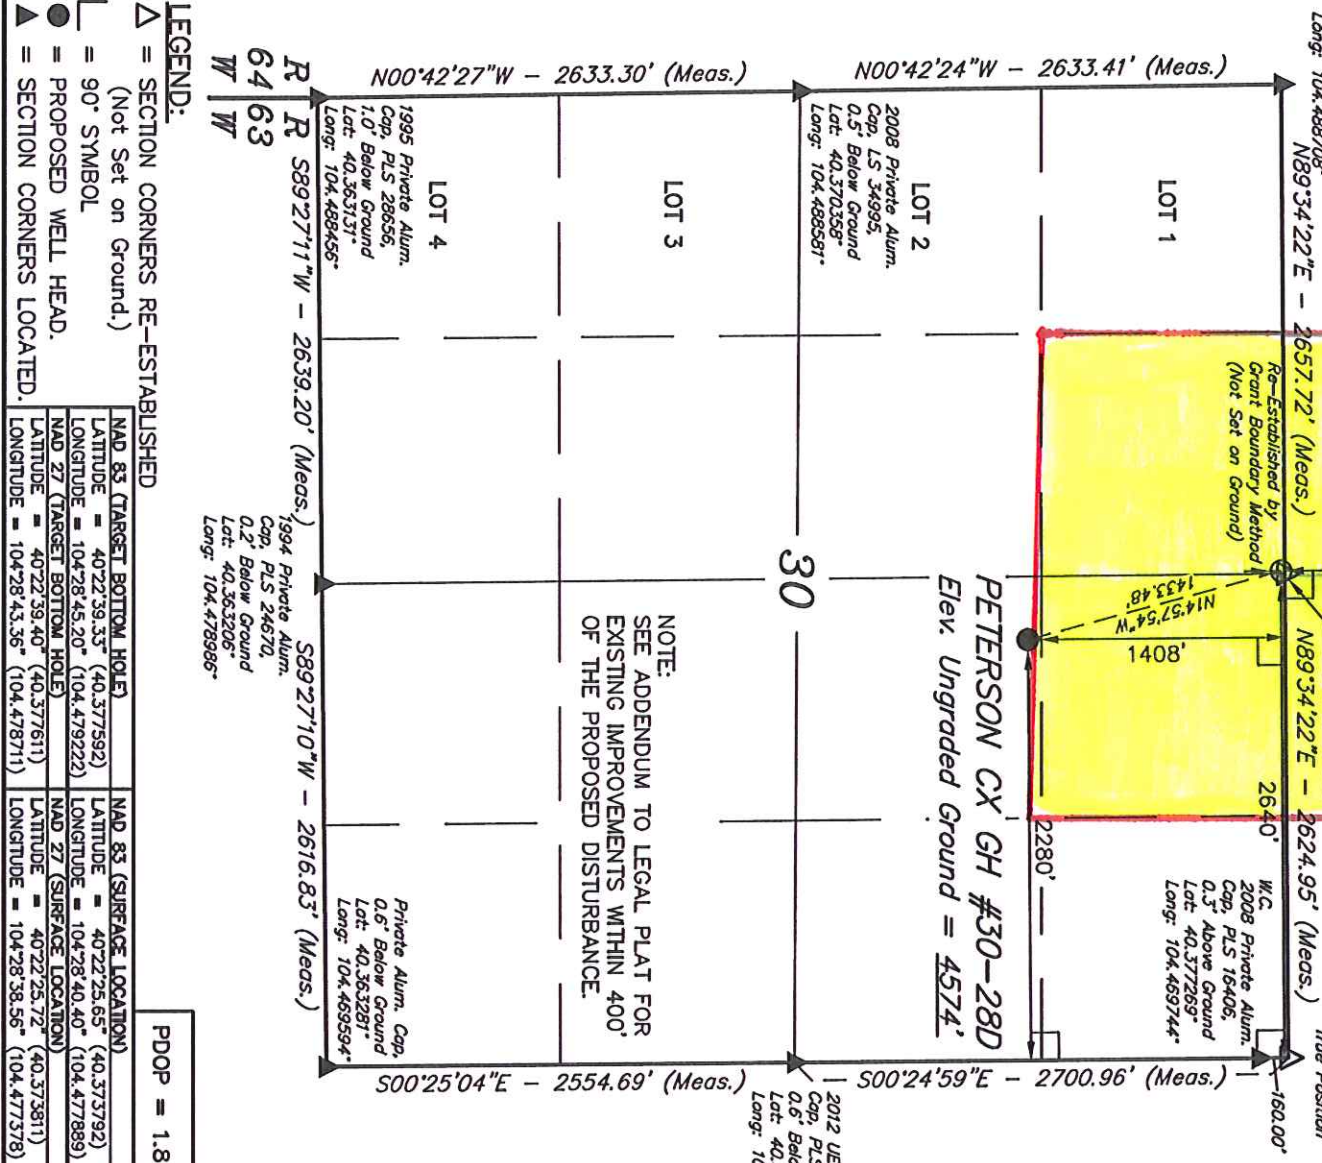 Long: 104.488708°
N89°34'22"E - 2657.72' (Meas.)
N89°34'22"E - 2624.95' (Meas.)
True Position
160.00'
N00°42'27"W - 2633.30' (Meas.)
N00°42'24"W - 2633.41' (Meas.)
LOT 1
Re-Established by
Grant Boundary Method
(Not Set on Ground)
N14°57'54"W
1433.48'
1408'
2640'
W.C.
2008 Private Alum.
Cap, PLS 16406,
0.3' Above Ground
Lat: 40.377269°
Long: 104.469744°
2280'
PETERSON CX GH #30-28D
Elev. Ungraded Ground = 4574'
LOT 2
2008 Private Alum.
Cap, LS 34995,
0.5' Below Ground
Lat: 40.370358°
Long: 104.488581°
30
S00°24'59"E - 2700.96' (Meas.)
Cap, PLS
Lat: 40.
LOT 3
NOTE:
SEE ADDENDUM TO LEGAL PLAT FOR
EXISTING IMPROVEMENTS WITHIN 400'
OF THE PROPOSED DISTURBANCE.
LOT 4
1995 Private Alum.
Cap, PLS 28656,
1.0' Below Ground
Lat: 40.363131°
Long: 104.488456°
Private Alum. Cap,
0.6' Below Ground
Lat: 40.363281°
Long: 104.469594°
S00°25'04"E - 2554.69' (Meas.)
R R
64 63
W W
S89°27'11"W - 2639.20' (Meas.)
S89°27'10"W - 2616.83' (Meas.)
1994 Private Alum.
Cap, PLS 24670,
0.2' Below Ground
Lat: 40.363206°
Long: 104.478986°
LEGEND:
= SECTION CORNERS RE-ESTABLISHED
(Not Set on Ground.)
= 90° SYMBOL
= PROPOSED WELL HEAD.
= SECTION CORNERS LOCATED.
NAD 83 (TARGET BOTTOM HOLE)
LATITUDE = 40°22'39.33" (40.377592)
LONGITUDE = 104°28'45.20" (104.479222)
NAD 27 (TARGET BOTTOM HOLE)
LATITUDE = 40°22'39.40" (40.377611)
LONGITUDE = 104°28'43.36" (104.478711)
NAD 83 (SURFACE LOCATION)
LATITUDE = 40°22'25.65" (40.373792)
LONGITUDE = 104°28'40.40" (104.477889)
NAD 27 (SURFACE LOCATION)
LATITUDE = 40°22'25.72" (40.373811)
LONGITUDE = 104°28'38.56" (104.477378)
PDOP = 1.8